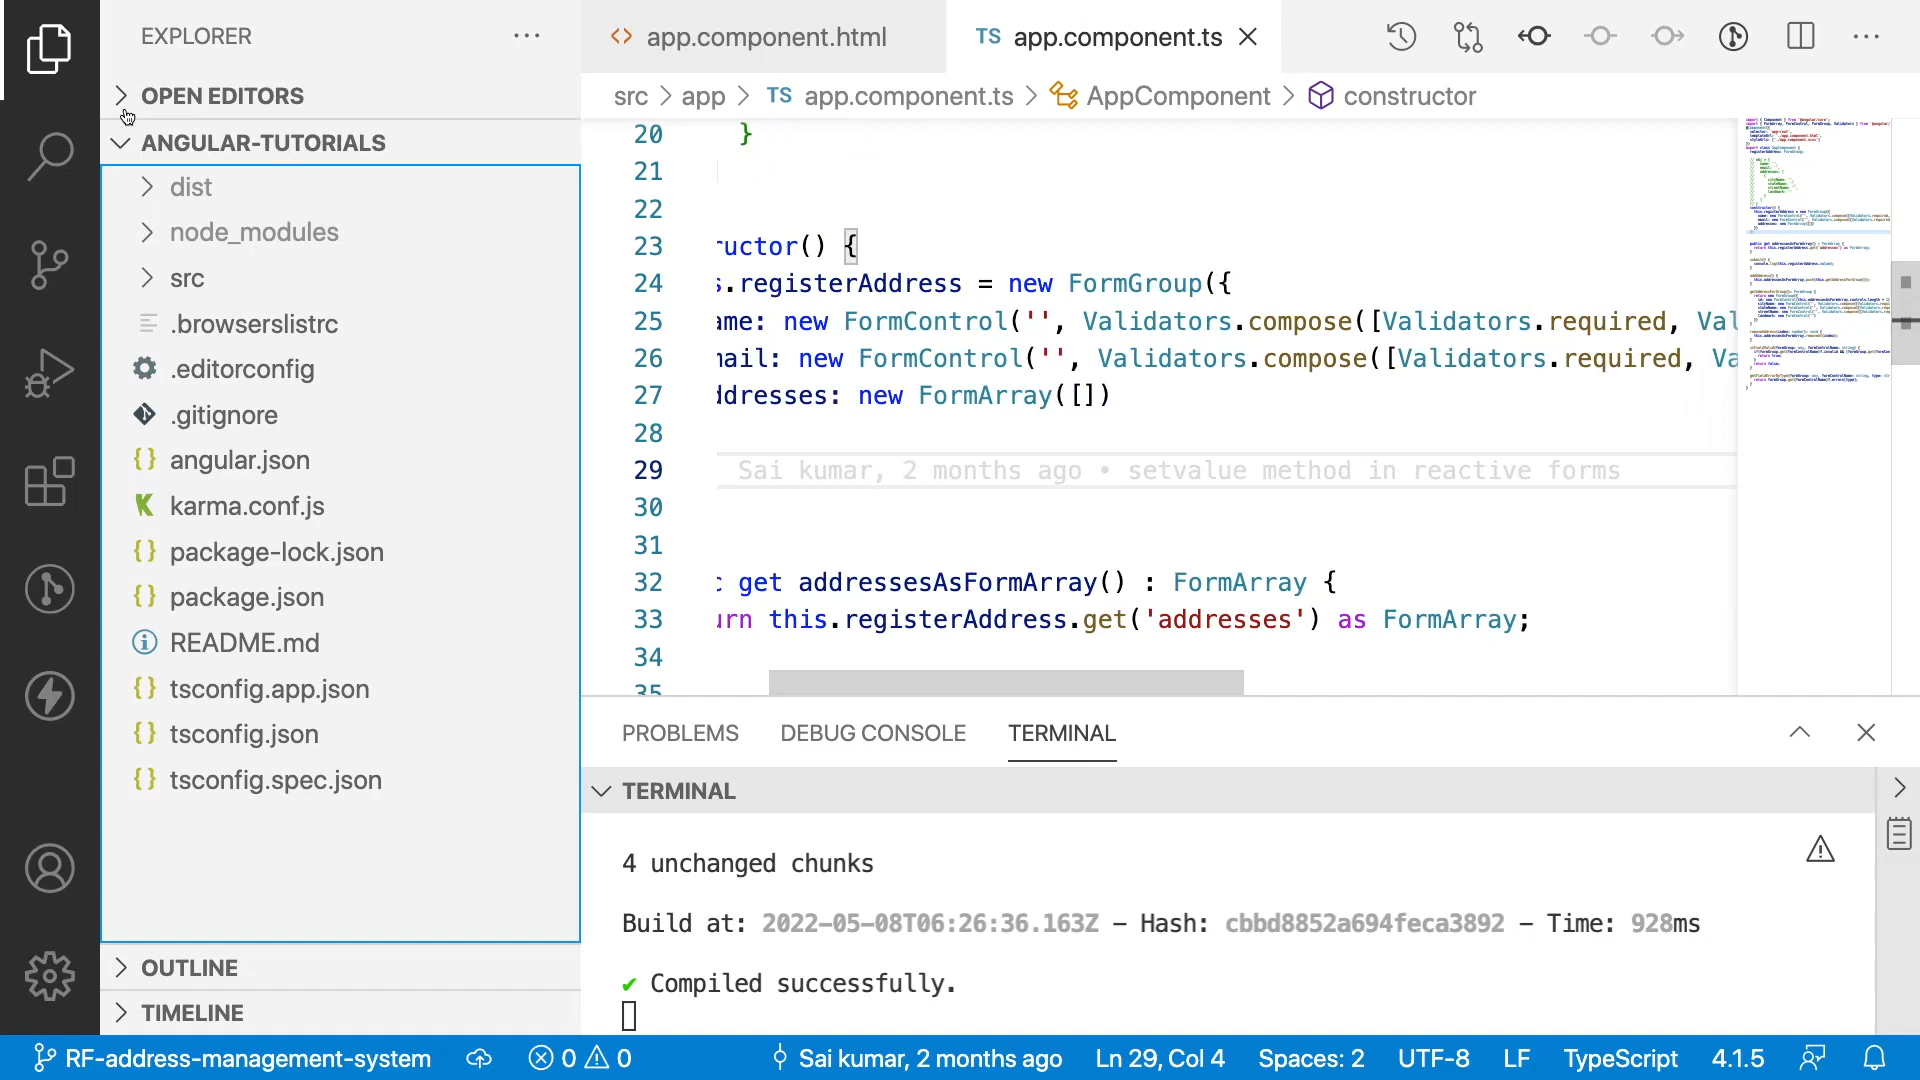 EXPLORER
OPEN EDITORS
ANGULAR-TUTORIALS
dist
node_modules
src
.browserslistrc
.editorconfig
.gitignore
angular.json
karma.conf.js
package-lock.json
package.json
README.md
tsconfig.app.json
tsconfig.json
tsconfig.spec.json
OUTLINE
TIMELINE
<> app.component.html
TS app.component.ts
src > app > TS app.component.ts > AppComponent > constructor
20 }
21
22
23 ructor() {
24 s.registerAddress = new FormGroup({
25 ame: new FormControl('', Validators.compose([Validators.required, Val
26 mail: new FormControl('', Validators.compose([Validators.required, Va
27 ddresses: new FormArray([])
28
29 Sai kumar, 2 months ago • setvalue method in reactive forms
30
31
32 c get addressesAsFormArray() : FormArray {
33 urn this.registerAddress.get('addresses') as FormArray;
34
35
PROBLEMS DEBUG CONSOLE TERMINAL
TERMINAL
4 unchanged chunks
Build at: 2022-05-08T06:26:36.163Z - Hash: cbbd8852a694feca3892 - Time: 928ms
✔ Compiled successfully.
RF-address-management-system 0 0 Sai kumar, 2 months ago Ln 29, Col 4 Spaces: 2 UTF-8 LF TypeScript 4.1.5